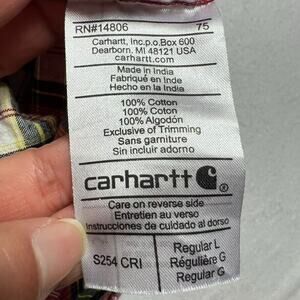 RN#14806 75
Carhartt, Inc.p.o.Box 600
Dearborn, MI 48121 USA
carhartt.com
Made in India
Fabriqué en Inde
Hecho en la India
100% Cotton
100% Coton
100% Algodón
Exclusive of Trimming
Sans garniture
Sin incluir adorno
carhartt ®
Care on reverse side
Entretien au verso
Instrucciones de cuidado al dorso
S254 CRI
Regular L
Régulière G
Regular G